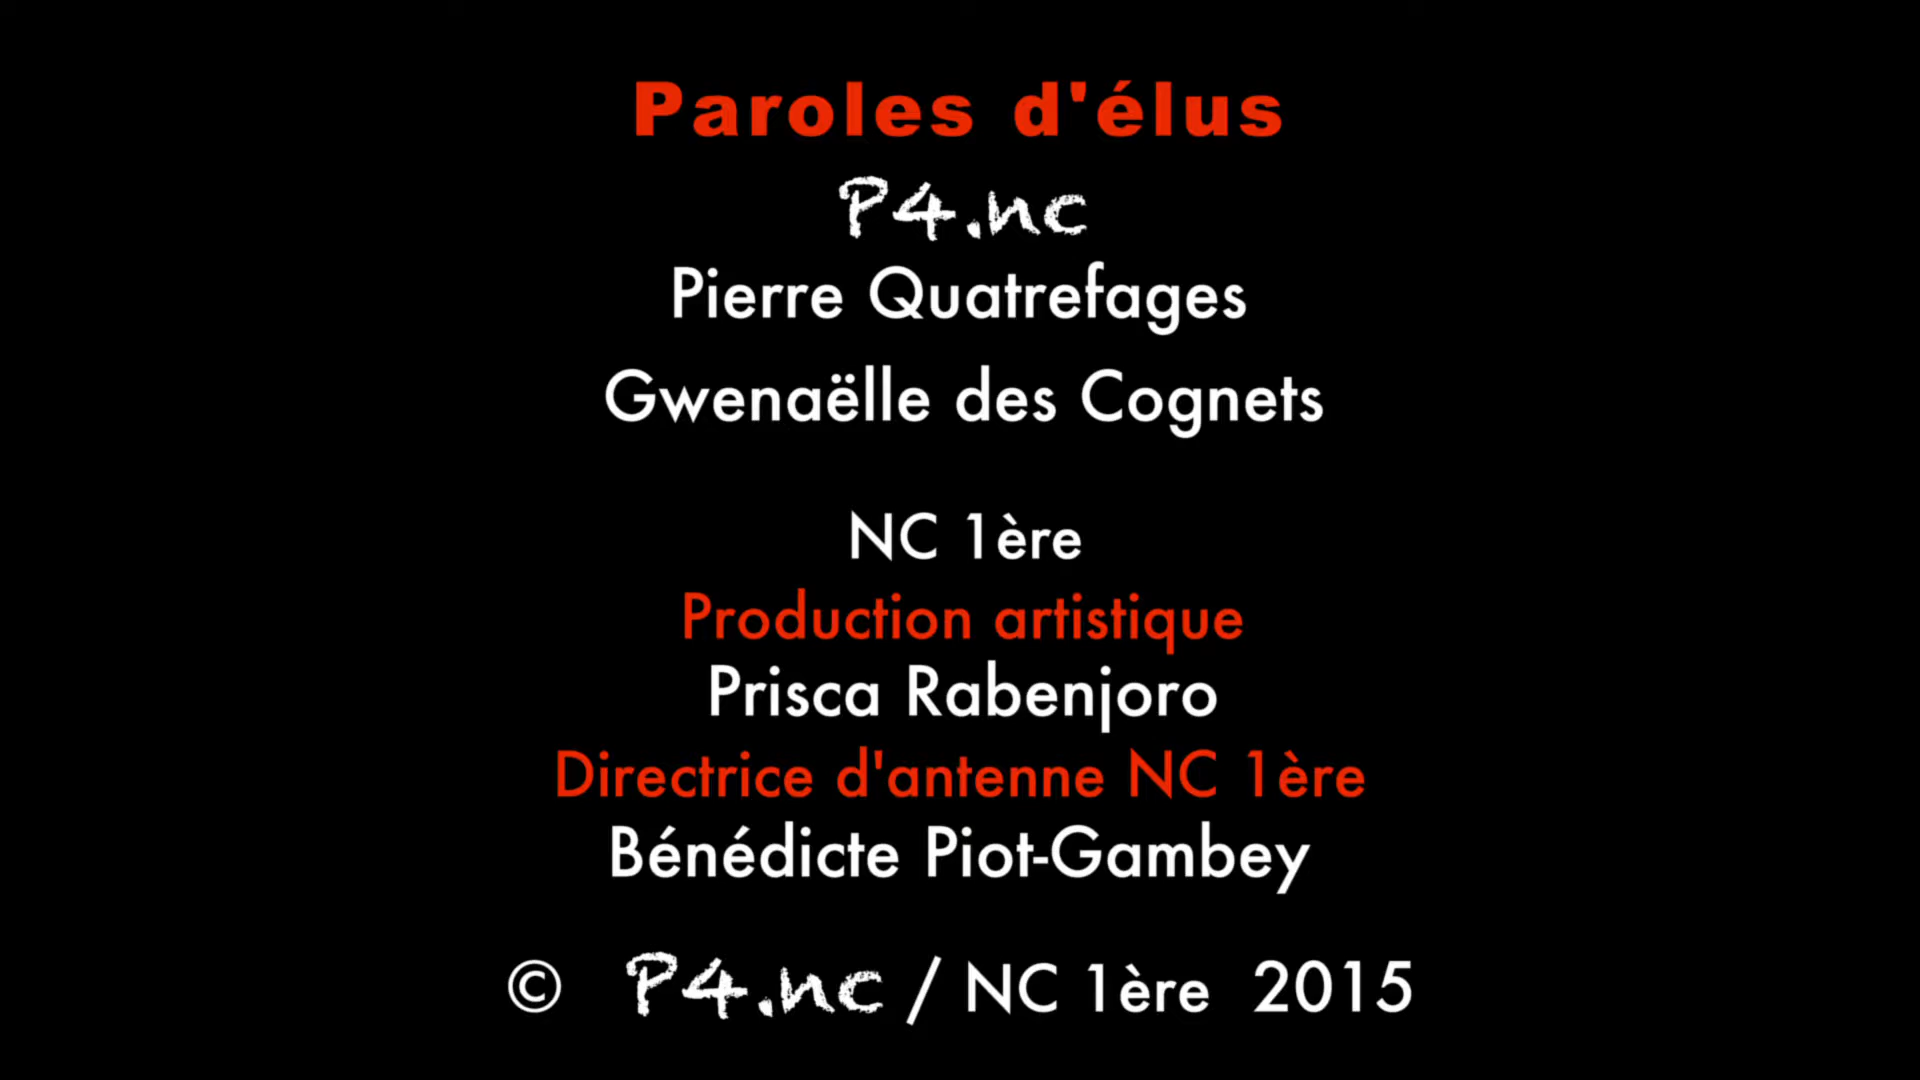 Paroles d'élus
P4.nc
Pierre Quatrefages
Gwenaëlle des Cognets
NC 1ère
Production artistique
Prisca Rabenjoro
Directrice d'antenne NC 1ère
Bénédicte Piot-Gambey
© P4.nc / NC 1ère 2015